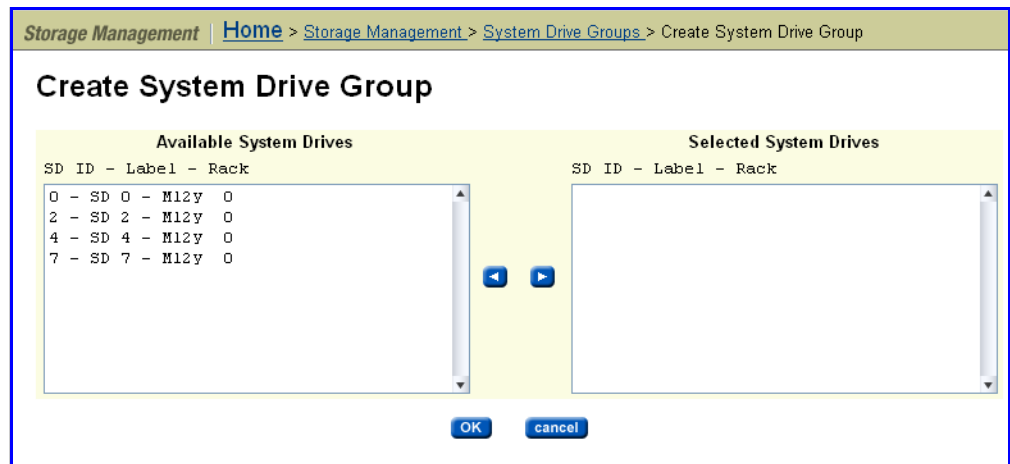 Storage Management | Home > Storage Management > System Drive Groups > Create System Drive Group
Create System Drive Group
Available System Drives
SD ID - Label - Rack
0 - SD 0 - M12y  0
2 - SD 2 - M12y  0
4 - SD 4 - M12y  0
7 - SD 7 - M12y  0
Selected System Drives
SD ID - Label - Rack
OK
cancel